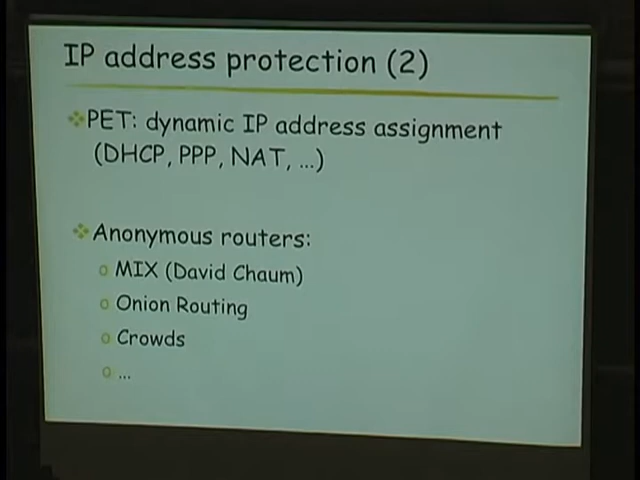 IP address protection (2)
PET: dynamic IP address assignment
(DHCP, PPP, NAT, ...)
Anonymous routers:
o MIX (David Chaum)
o Onion Routing
o Crowds
o ...